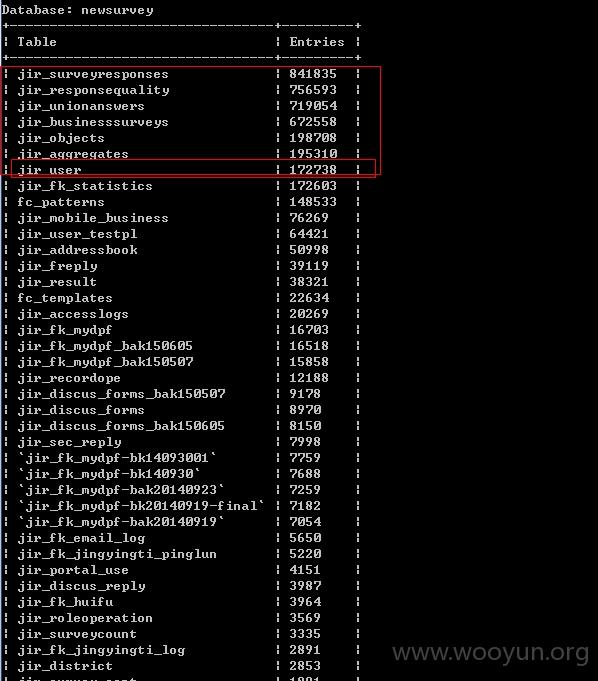 Database: newsurvey
| Table | Entries |
| jir_surveyresponses | 841835 |
| jir_responsequality | 756593 |
| jir_unionanswers | 719054 |
| jir_businesssurveys | 672558 |
| jir_objects | 198708 |
| jir_aggregates | 195310 |
| jir_user | 172738 |
| jir_fk_statistics | 172603 |
| fc_patterns | 148533 |
| jir_mobile_business | 76269 |
| jir_user_testpl | 64421 |
| jir_addressbook | 50998 |
| jir_freply | 39119 |
| jir_result | 38321 |
| fc_templates | 22634 |
| jir_accesslogs | 20269 |
| jir_fk_mydpf | 16703 |
| jir_fk_mydpf_bak150605 | 16518 |
| jir_fk_mydpf_bak150507 | 15858 |
| jir_recordope | 12188 |
| jir_discus_forms_bak150507 | 9178 |
| jir_discus_forms | 8970 |
| jir_discus_forms_bak150605 | 8150 |
| jir_sec_reply | 7998 |
| `jir_fk_mydpf-bk14093001` | 7759 |
| `jir_fk_mydpf-bk140930` | 7688 |
| `jir_fk_mydpf-bak20140923` | 7259 |
| `jir_fk_mydpf-bk20140919-final` | 7182 |
| `jir_fk_mydpf-bak20140919` | 7054 |
| jir_fk_email_log | 5650 |
| jir_fk_jingyingti_pinglun | 5220 |
| jir_portal_use | 4151 |
| jir_discus_reply | 3987 |
| jir_fk_huifu | 3964 |
| jir_roleoperation | 3569 |
| jir_surveycount | 3335 |
| jir_fk_jingyingti_log | 2891 |
| jir_district | 2853 |
www.wooyun.org